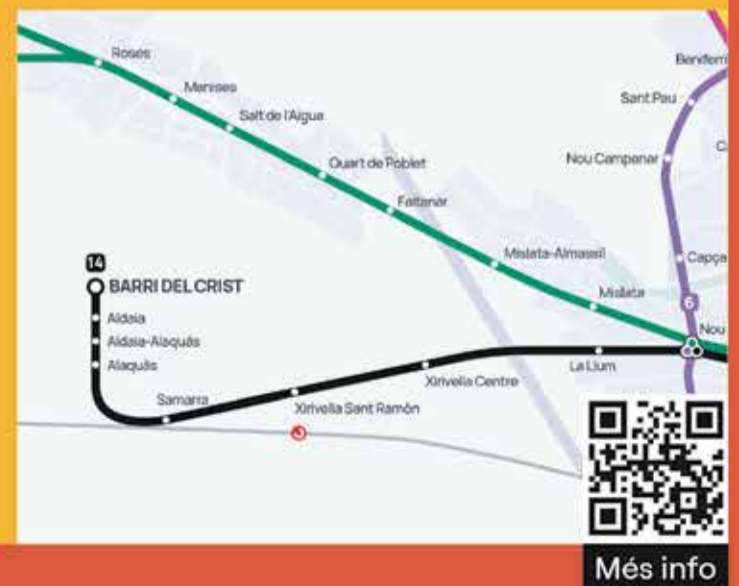 Roses
Manises
Salt de l'Aigua
Quart de Poblet
Faitanar
Mislata-Almassil
Mislata
Benifern
Sant Pau
Nou Campanar
C
Capça
6
Nou
14
BARRI DEL CRIST
Aldaia
Aldaia-Alaquàs
Alaquàs
Samarra
Xirivella Sant Ramón
Xirivella Centre
La Llum
Més info